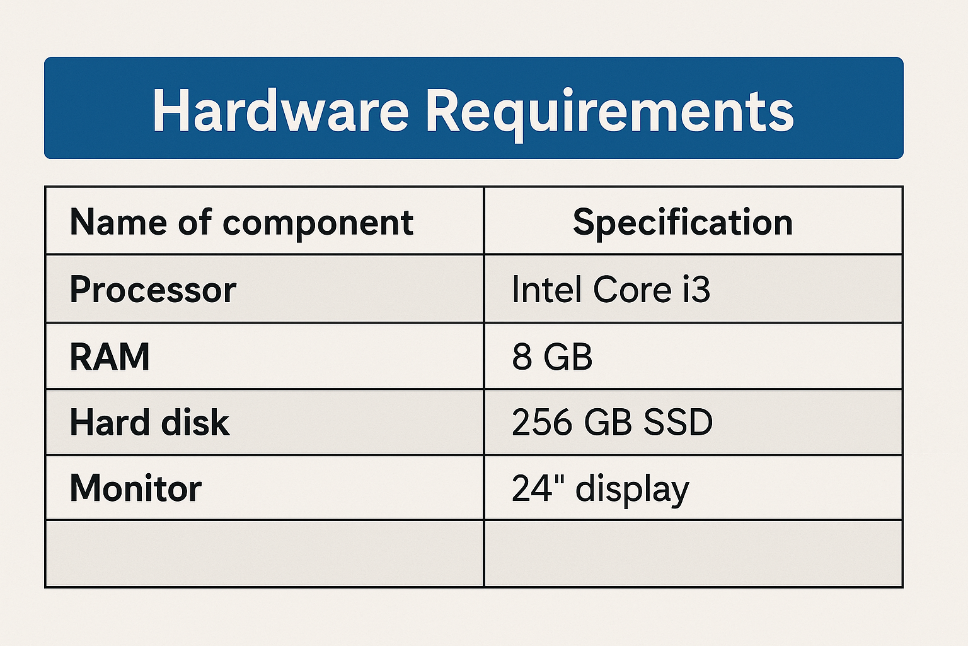 Hardware Requirements
Name of component Specification
Processor Intel Core i3
RAM 8 GB
Hard disk 256 GB SSD
Monitor 24" display